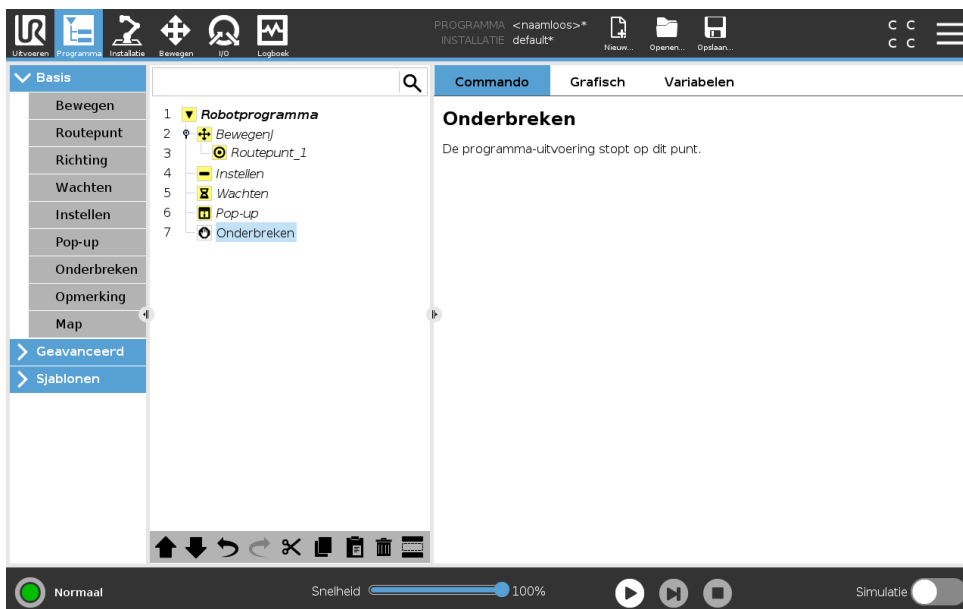 UR
Uitvoeren
Programma
Installatie
Bewegen
I/O
Logboek
PROGRAMMA <naamloos>*
INSTALLATIE default*
Nieuw...
Openen...
Opslaan...
C C
C C
Basis
Bewegen
Routepunt
Richting
Wachten
Instellen
Pop-up
Onderbreken
Opmerking
Map
Geavanceerd
Sjablonen
1 Robotprogramma
2 BewegenJ
3 Routepunt_1
4 Instellen
5 Wachten
6 Pop-up
7 Onderbreken
Commando Grafisch Variabelen
Onderbreken
De programma-uitvoering stopt op dit punt.
Normaal
Snelheid 100%
Simulatie